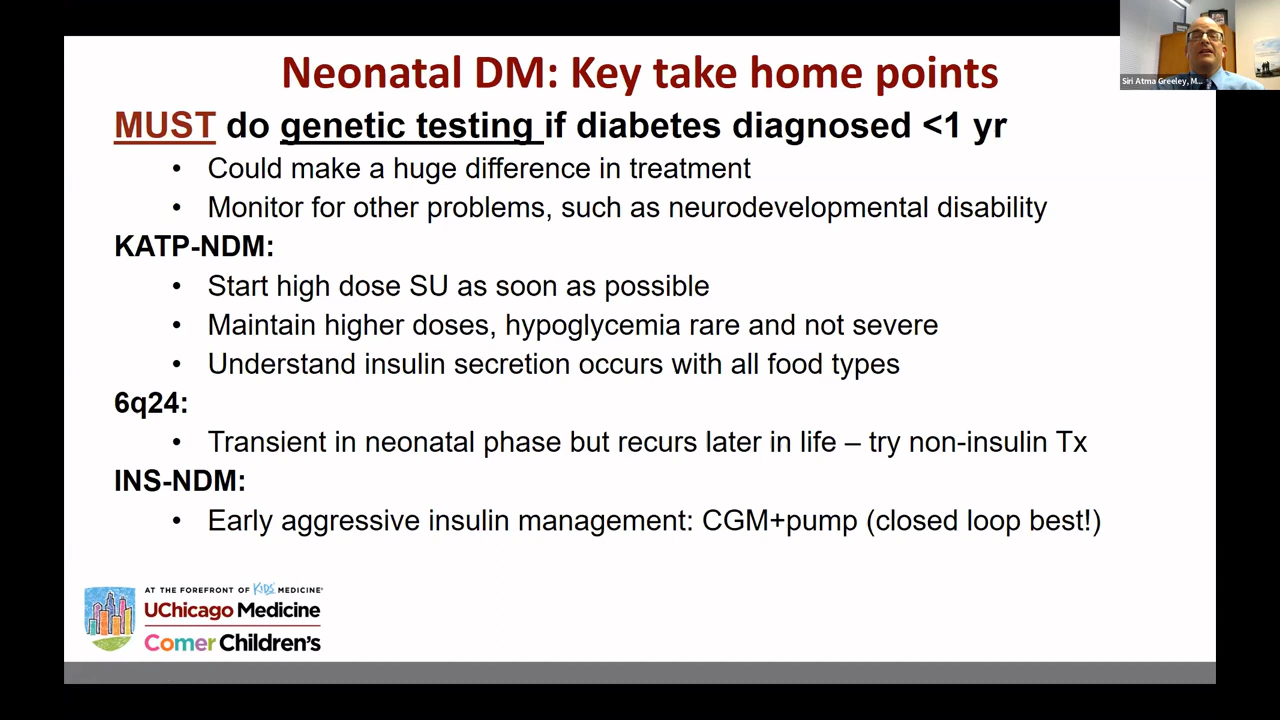 Neonatal DM: Key take home points
Siri Atma Greeley, M...
MUST do genetic testing if diabetes diagnosed <1 yr
• Could make a huge difference in treatment
• Monitor for other problems, such as neurodevelopmental disability
KATP-NDM:
• Start high dose SU as soon as possible
• Maintain higher doses, hypoglycemia rare and not severe
• Understand insulin secretion occurs with all food types
6q24:
• Transient in neonatal phase but recurs later in life – try non-insulin Tx
INS-NDM:
• Early aggressive insulin management: CGM+pump (closed loop best!)
AT THE FOREFRONT OF KIDS' MEDICINE®
UChicago Medicine
Comer Children's